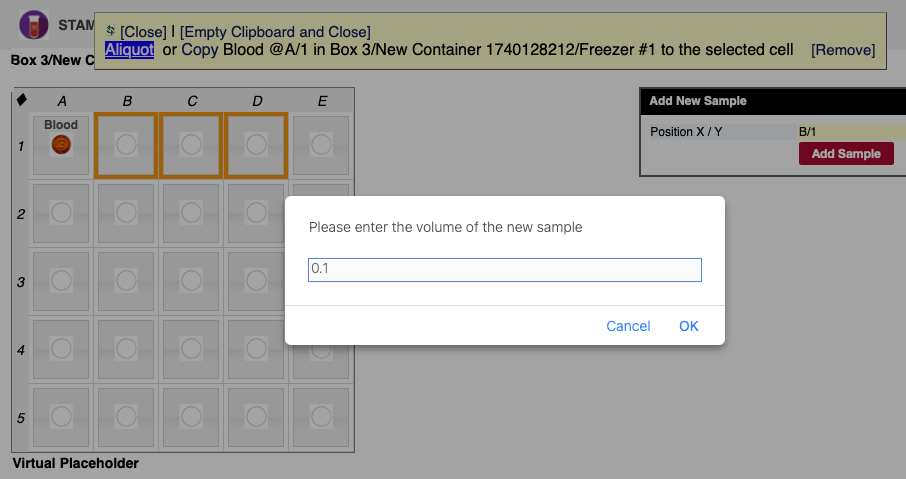 STAM
[Close] | [Empty Clipboard and Close]
Aliquot or Copy Blood @A/1 in Box 3/New Container 1740128212/Freezer #1 to the selected cell [Remove]
Box 3/New C
A B C D E
Blood
1
2
3
4
5
Virtual Placeholder
Add New Sample
Position X / Y B/1
Add Sample
Please enter the volume of the new sample
0.1
Cancel OK